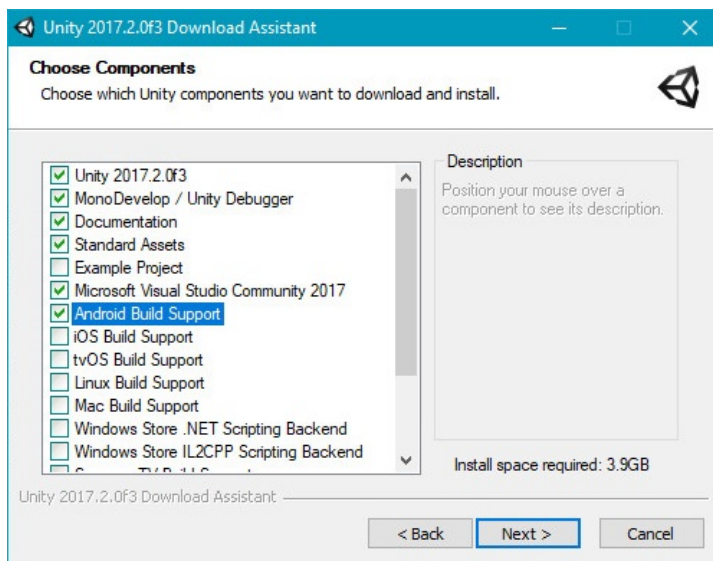 Unity 2017.2.0f3 Download Assistant
Choose Components
Choose which Unity components you want to download and install.
Unity 2017.2.0f3
MonoDevelop / Unity Debugger
Documentation
Standard Assets
Example Project
Microsoft Visual Studio Community 2017
Android Build Support
iOS Build Support
tvOS Build Support
Linux Build Support
Mac Build Support
Windows Store .NET Scripting Backend
Windows Store IL2CPP Scripting Backend
Description
Position your mouse over a
component to see its description.
Install space required: 3.9GB
Unity 2017.2.0f3 Download Assistant
< Back
Next >
Cancel